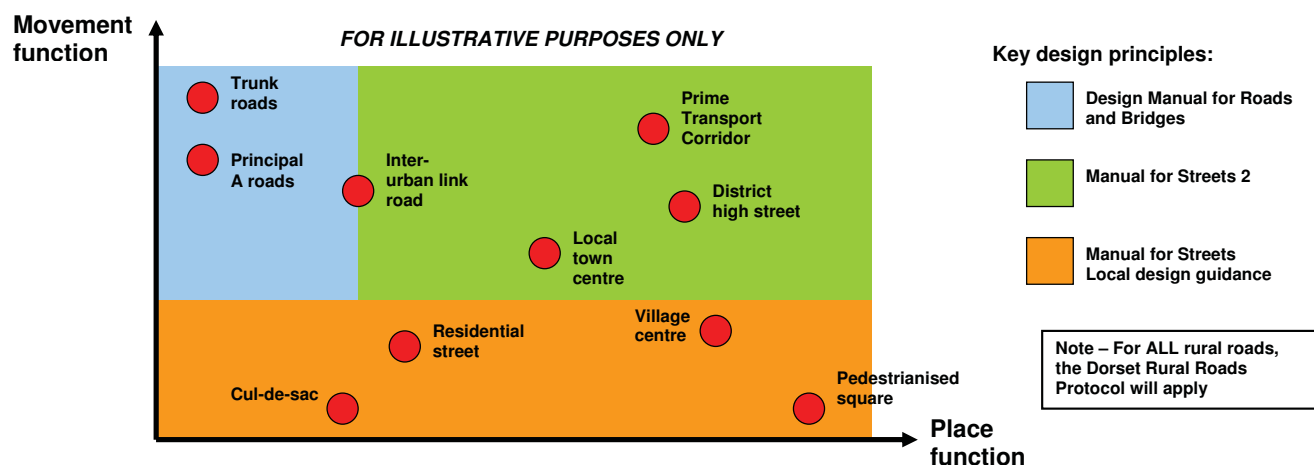 Movement
function
FOR ILLUSTRATIVE PURPOSES ONLY
Trunk
roads
Principal
A roads
Inter-
urban link
road
Prime
Transport
Corridor
District
high street
Local
town
centre
Residential
street
Village
centre
Cul-de-sac
Pedestrianised
square
Place
function
Key design principles:
Design Manual for Roads
and Bridges
Manual for Streets 2
Manual for Streets
Local design guidance
Note – For ALL rural roads,
the Dorset Rural Roads
Protocol will apply